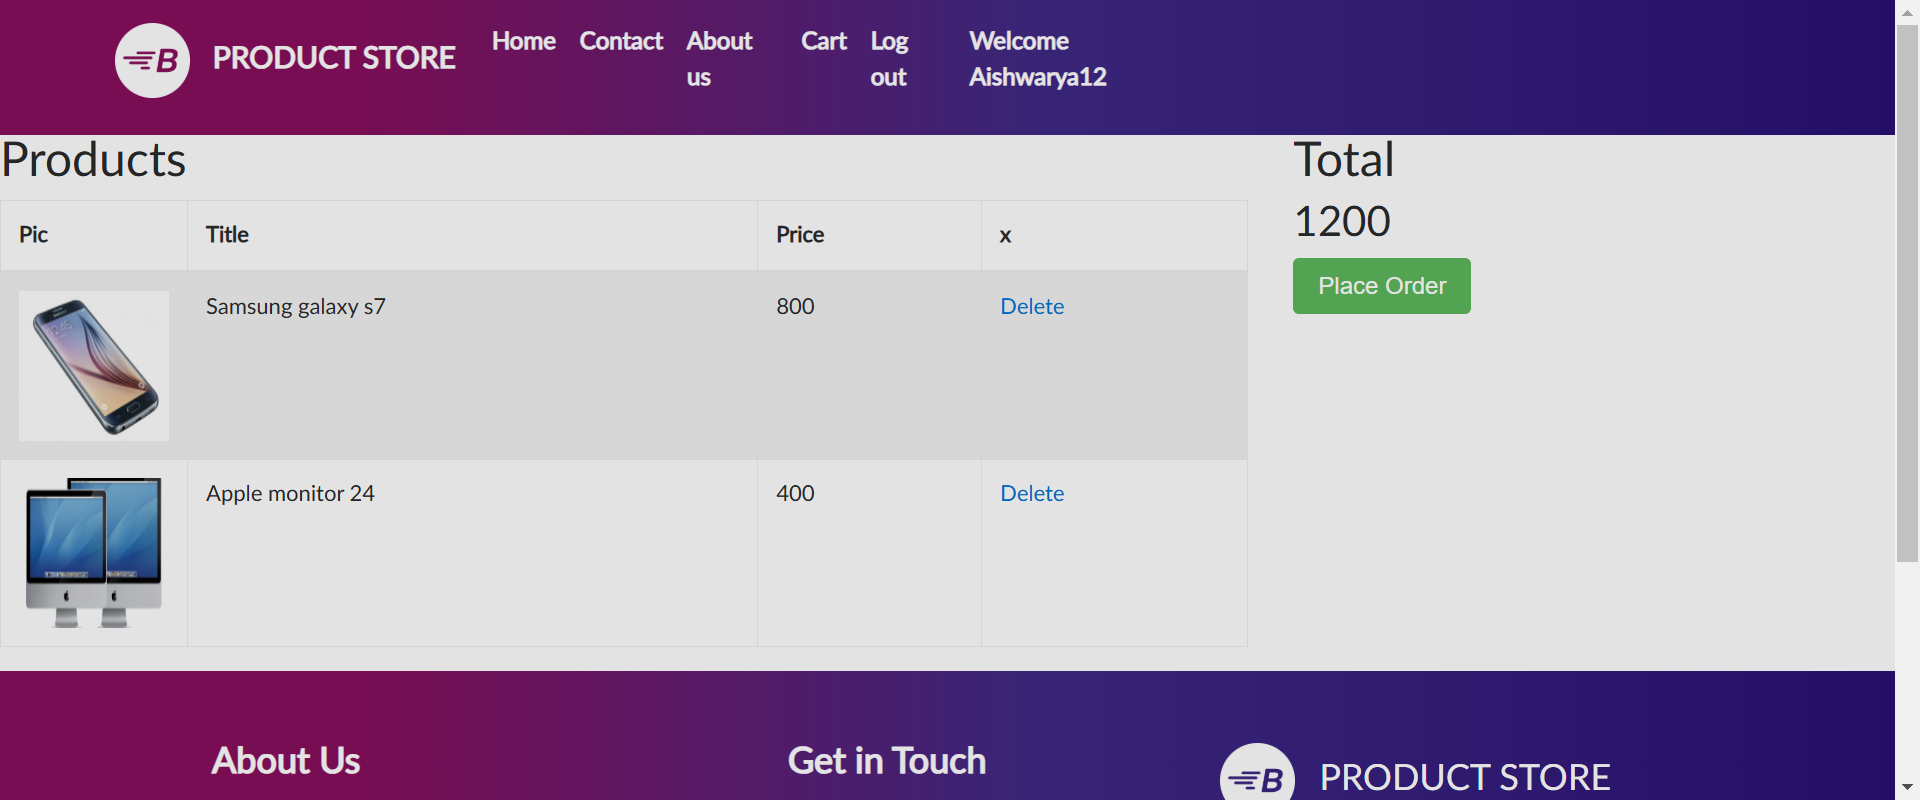 B
PRODUCT STORE
Home
Contact
About
us
Cart
Log
out
Welcome
Aishwarya12
Products
Pic
Title
Price
x
Samsung galaxy s7
800
Delete
Apple monitor 24
400
Delete
Total
1200
Place Order
About Us
Get in Touch
B
PRODUCT STORE